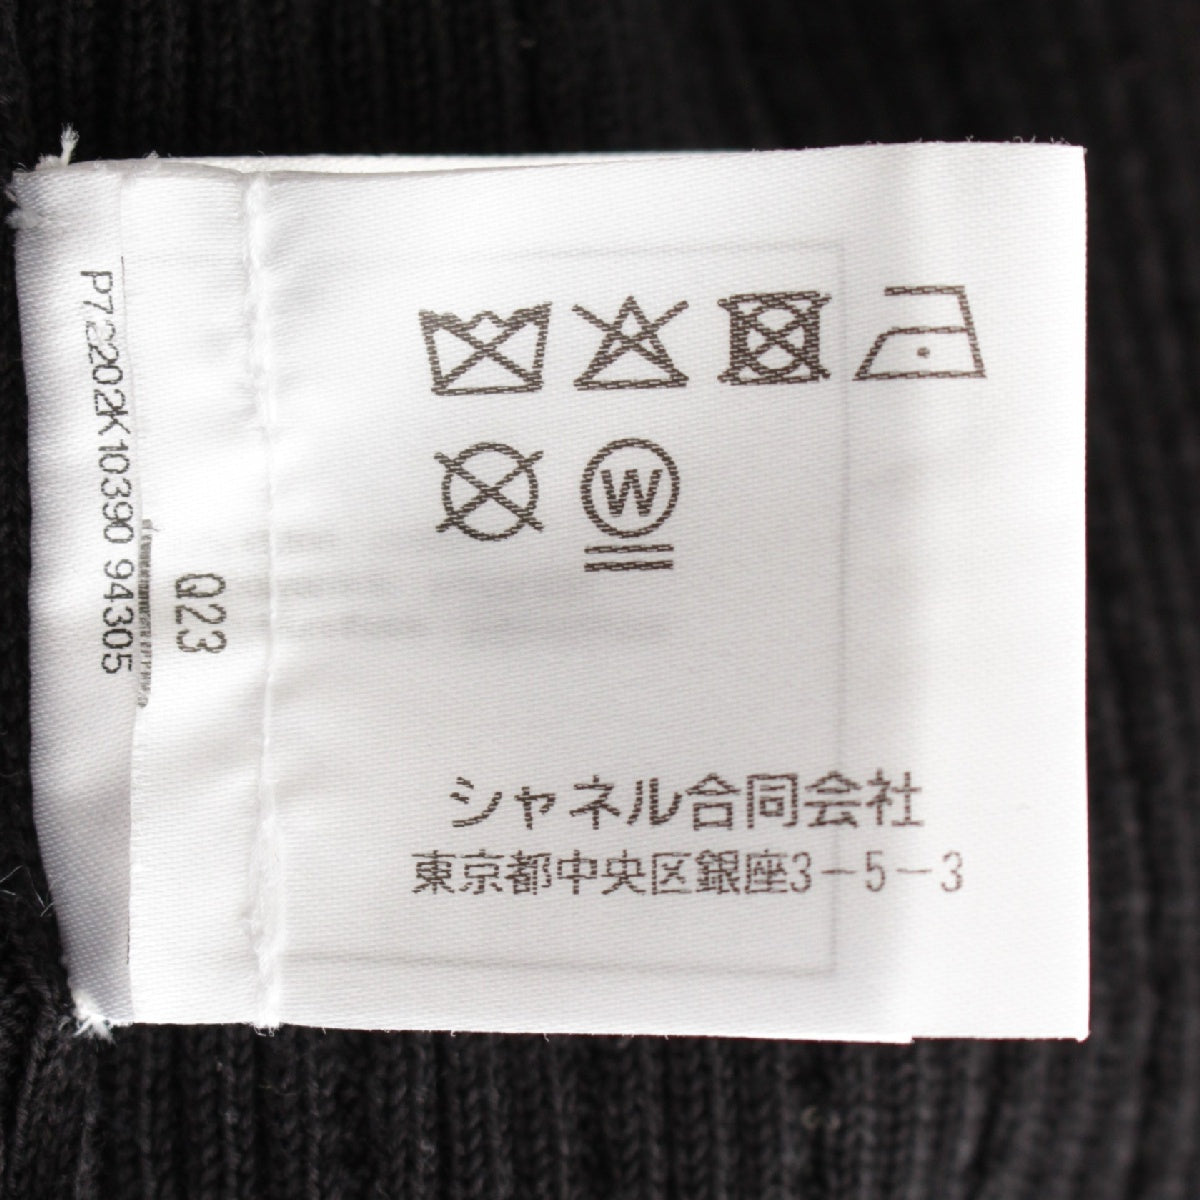 P72202K10390 94305
Q23
W
シャネル合同会社
東京都中央区銀座3-5-3